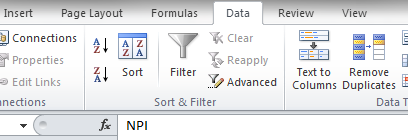 Insert Page Layout Formulas Data Review View
Connections
Properties
Edit Links
nnections
A Z
Z A
A Z Z A
Sort
Filter
Clear
Reapply
Advanced
Sort & Filter
Text to
Columns
Remove
Duplicates
Data T
fx NPI